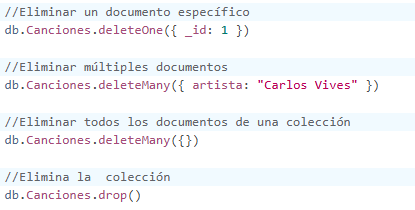 //Eliminar un documento específico
db.Canciones.deleteOne({ _id: 1 })
//Eliminar múltiples documentos
db.Canciones.deleteMany({ artista: "Carlos Vives" })
//Eliminar todos los documentos de una colección
db.Canciones.deleteMany({})
//Elimina la  colección
db.Canciones.drop()